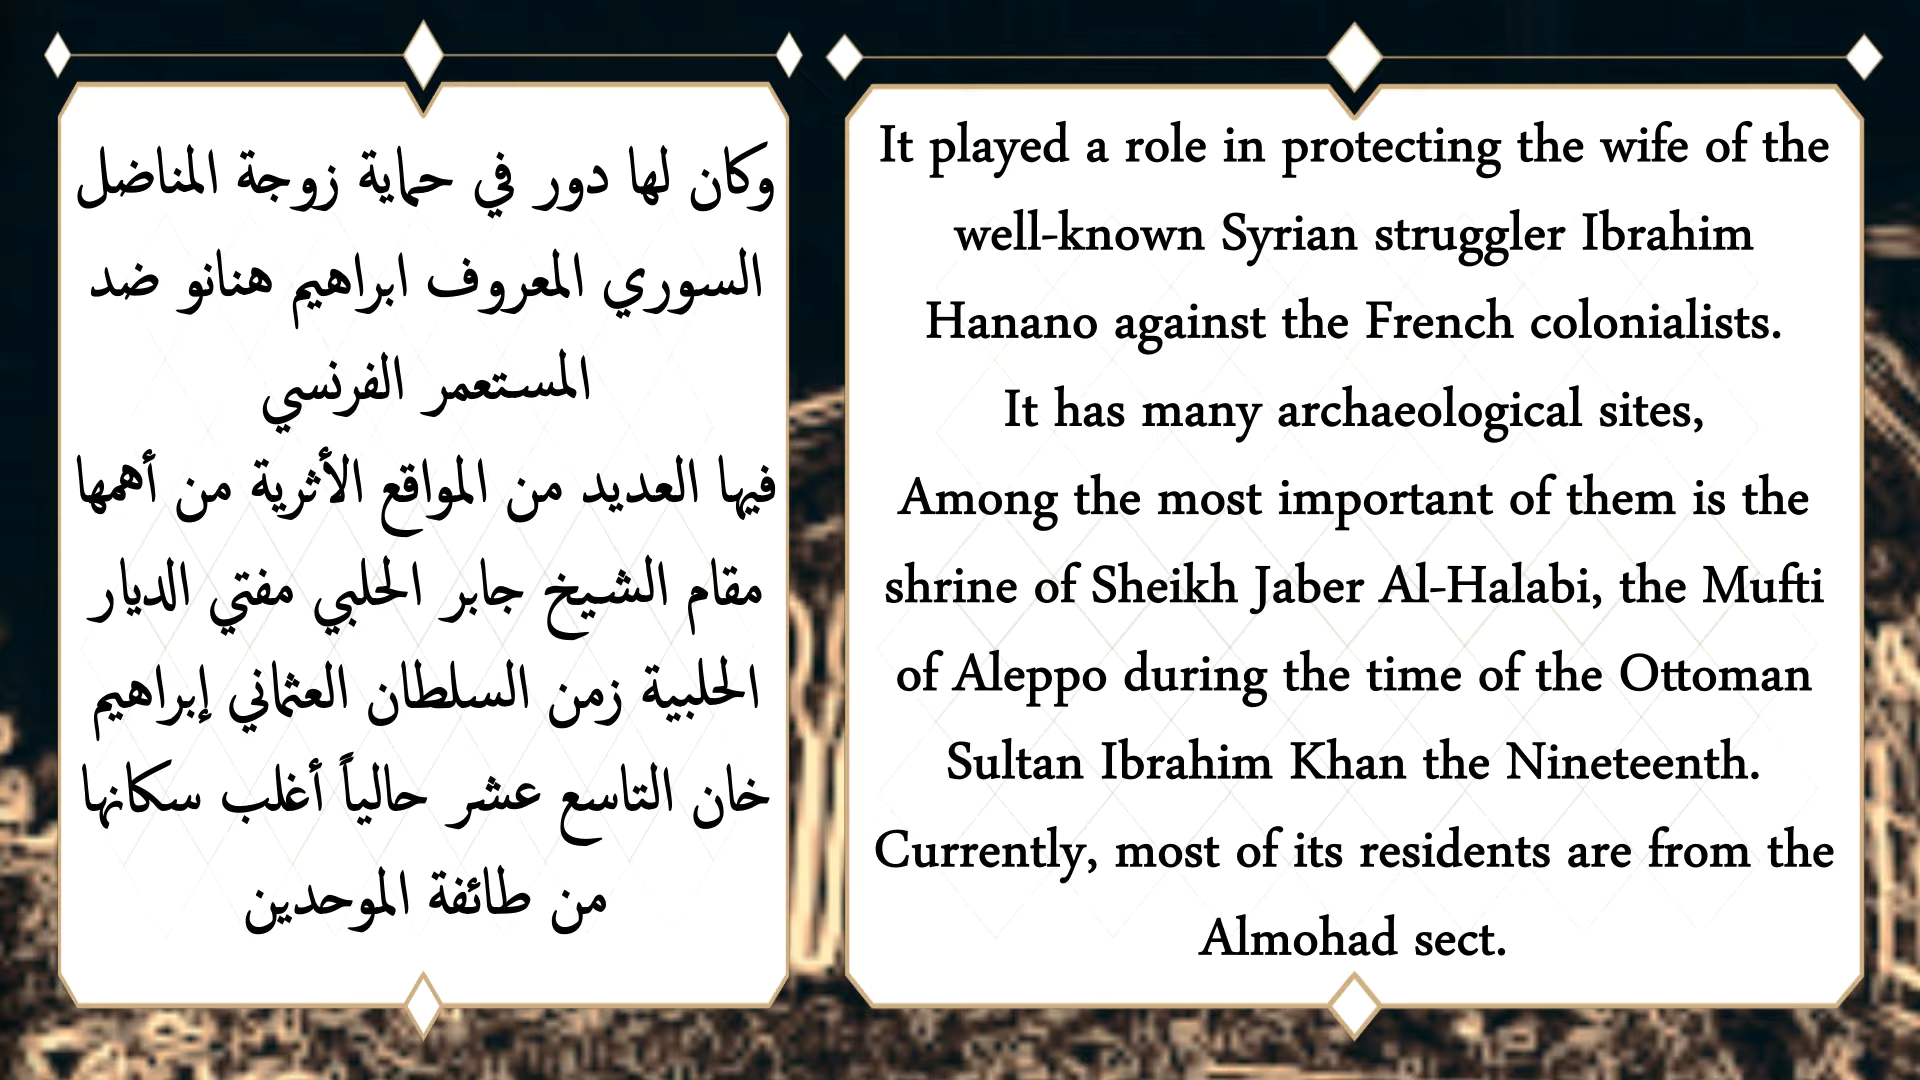 وكان لها دور في حماية زوجة المناضل
السوري المعروف ابراهيم هنانو ضد
المستعمر الفرنسي
فيها العديد من المواقع الأثرية من أهمها
مقام الشيخ جابر الحلبي مفتي الديار
الحلبية زمن السلطان العثماني إبراهيم
خان التاسع عشر حالياً أغلب سكانها
من طائفة الموحدين
It played a role in protecting the wife of the
well-known Syrian struggler Ibrahim
Hanano against the French colonialists.
It has many archaeological sites,
Among the most important of them is the
shrine of Sheikh Jaber Al-Halabi, the Mufti
of Aleppo during the time of the Ottoman
Sultan Ibrahim Khan the Nineteenth.
Currently, most of its residents are from the
Almohad sect.